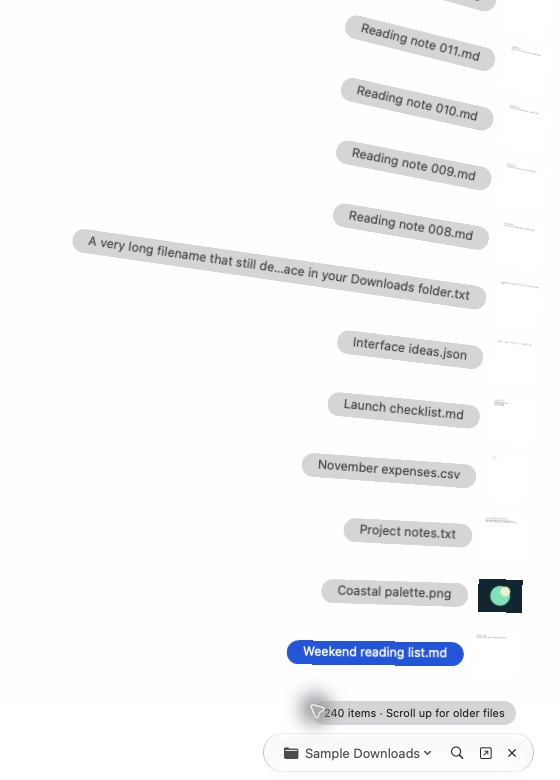 Reading note 011.md
Reading note 010.md
Reading note 009.md
Reading note 008.md
A very long filename that still de...ace in your Downloads folder.txt
Interface ideas.json
Launch checklist.md
November expenses.csv
Project notes.txt
Coastal palette.png
Weekend reading list.md
240 items · Scroll up for older files
Sample Downloads